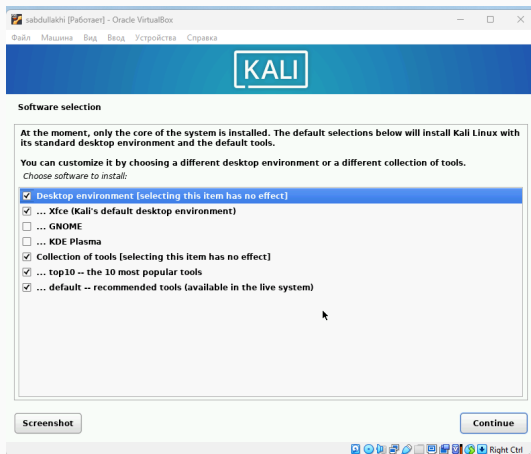 sabdullakhi [Работает] - Oracle VirtualBox
Файл Машина Вид Ввод Устройства Справка
KALI
Software selection
At the moment, only the core of the system is installed. The default selections below will install Kali Linux with
its standard desktop environment and the default tools.
You can customize it by choosing a different desktop environment or a different collection of tools.
Choose software to install:
Desktop environment [selecting this item has no effect]
... Xfce (Kali's default desktop environment)
... GNOME
... KDE Plasma
Collection of tools [selecting this item has no effect]
... top10 -- the 10 most popular tools
... default -- recommended tools (available in the live system)
Screenshot
Continue
Right Ctrl